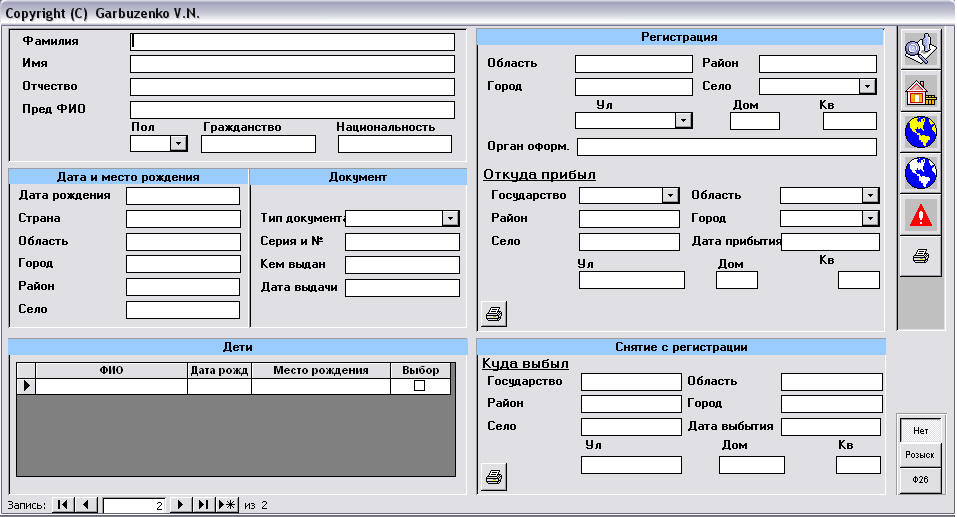 Copyright (C) Garbuzenko V.N.
Фамилия
Имя
Отчество
Пред ФИО
Пол Гражданство Национальность
Дата и место рождения
Дата рождения
Страна
Область
Город
Район
Село
Документ
Тип документа
Серия и №
Кем выдан
Дата выдачи
Дети
ФИО Дата рожд Место рождения Выбор
Запись: 2 из 2
Регистрация
Область Район
Город Село
Ул Дом Кв
Орган оформ.
Откуда прибыл
Государство Область
Район Город
Село Дата прибытия
Ул Дом Кв
Снятие с регистрации
Куда выбыл
Государство Область
Район Город
Село Дата выбытия
Ул Дом Кв
Нет
Розыск
Ф26